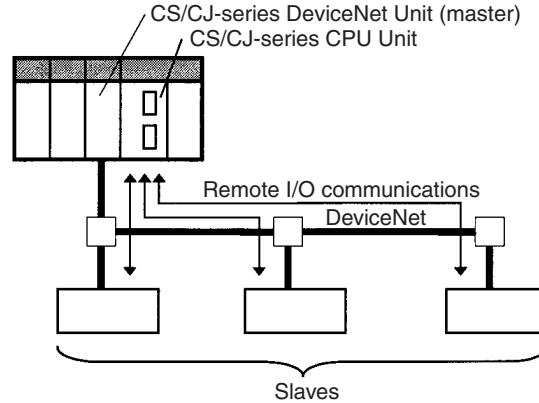 CS/CJ-series DeviceNet Unit (master)
CS/CJ-series CPU Unit
Remote I/O communications
DeviceNet
Slaves